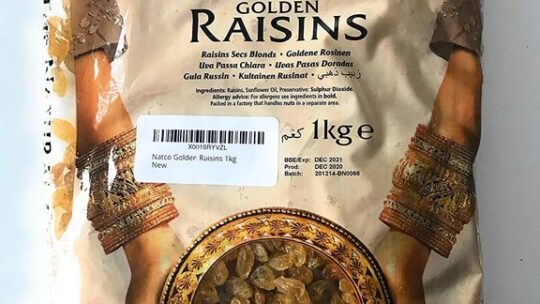 GOLDEN
RAISINS
Raisins Secs Blonds • Goldene Rosinen
Uva Passa Chiara • Uvas Pasas Doradas
Gula Russin • Kultainen Rusinat • زبيب ذهبي
Ingredients: Raisins, Sunflower Oil, Preservative: Sulphur Dioxide.
Allergy advice: For allergens see ingredients in bold.
Packed in a factory that handles nuts in a separate area.
X0019RYVZL
Natco Golden Raisins 1kg
New
كغم 1kg e
BBE/Exp: DEC 2021
Prod: DEC 2020
Batch: 201214-BN0066